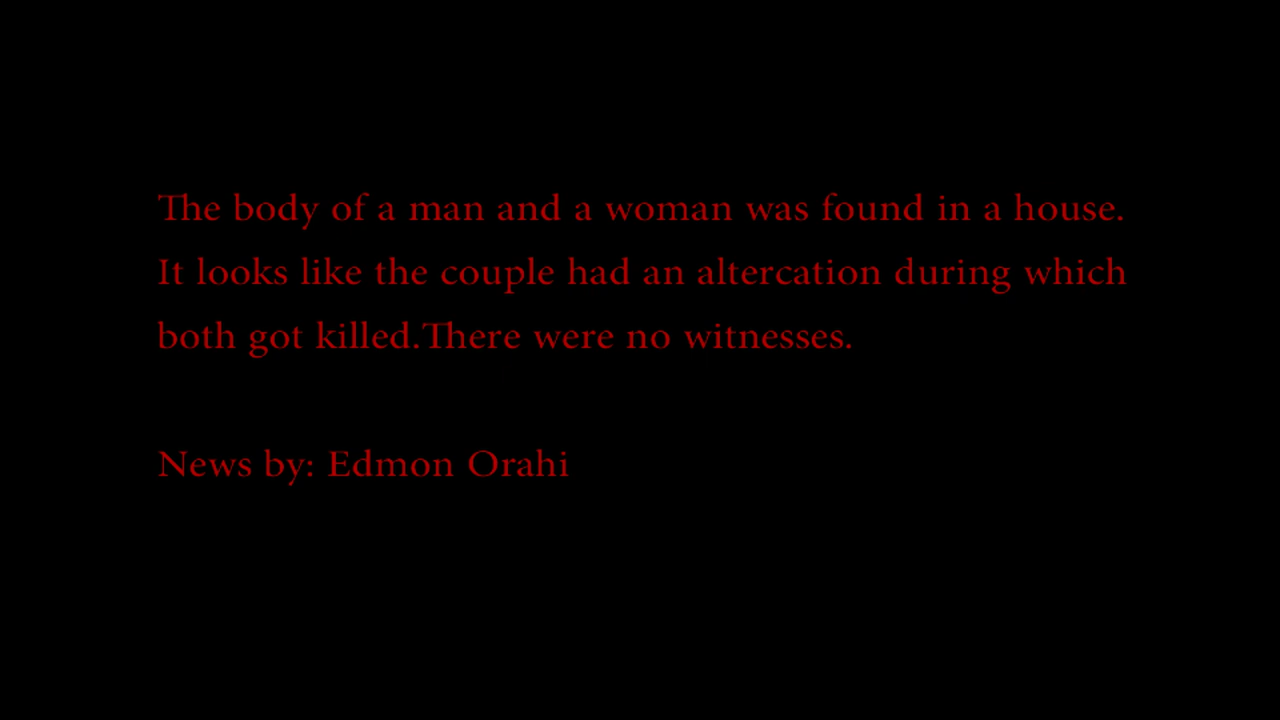 The body of a man and a woman was found in a house.
It looks like the couple had an altercation during which
both got killed.There were no witnesses.
News by: Edmon Orahi